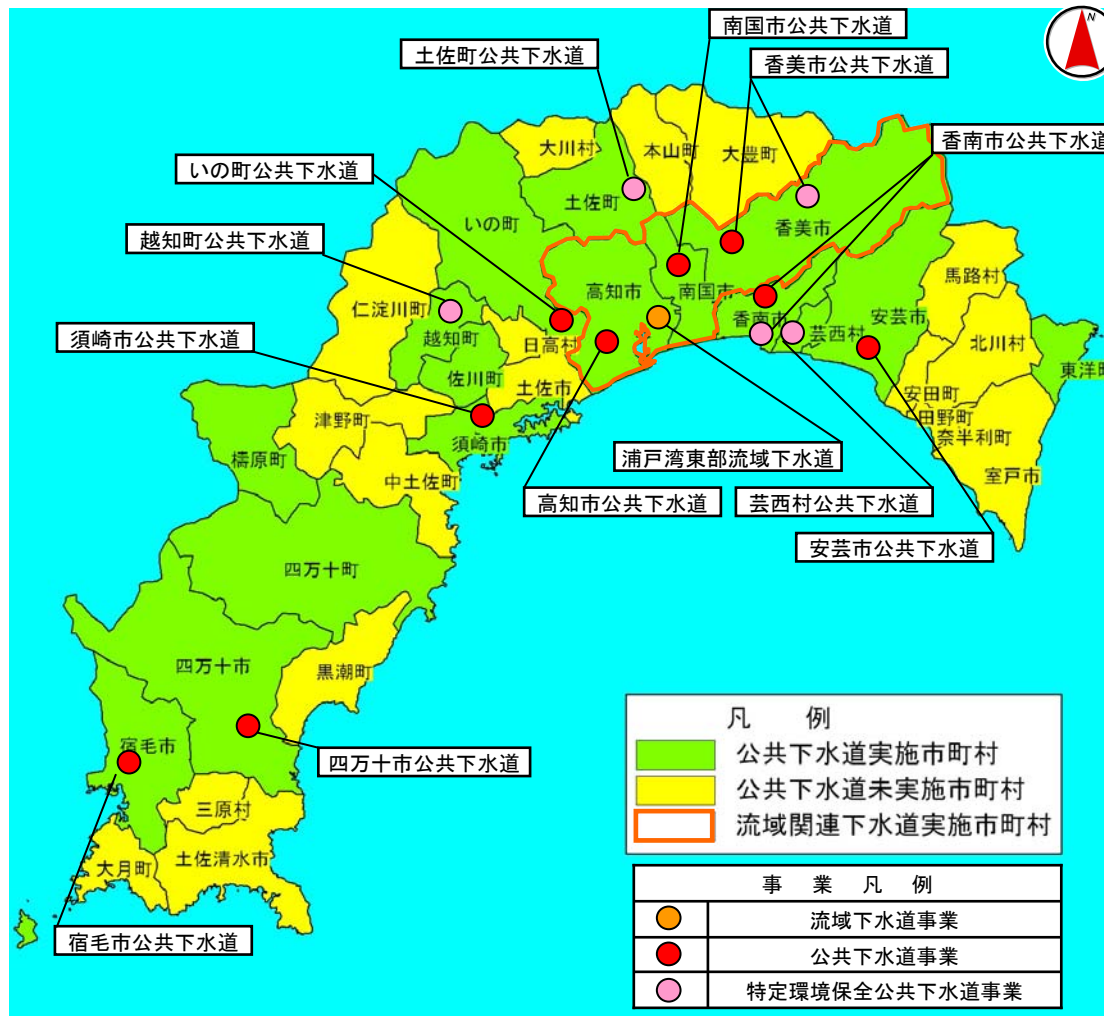 南国市公共下水道
N
土佐町公共下水道
香美市公共下水道
香南市公共下水道
いの町公共下水道
越知町公共下水道
須崎市公共下水道
大川村
本山町
大豊町
土佐町
いの町
香美市
馬路村
仁淀川町
高知市
南国市
香南市
芸西村
安芸市
北川村
越知町
日高村
東洋町
佐川町
土佐市
安田町
田野町
奈半利町
津野町
須崎市
梼原町
中土佐町
室戸市
浦戸湾東部流域下水道
高知市公共下水道
芸西村公共下水道
安芸市公共下水道
四万十町
四万十市
黒潮町
宿毛市
四万十市公共下水道
三原村
土佐清水市
大月町
宿毛市公共下水道
凡 例
公共下水道実施市町村
公共下水道未実施市町村
流域関連下水道実施市町村
事 業 凡 例
流域下水道事業
公共下水道事業
特定環境保全公共下水道事業